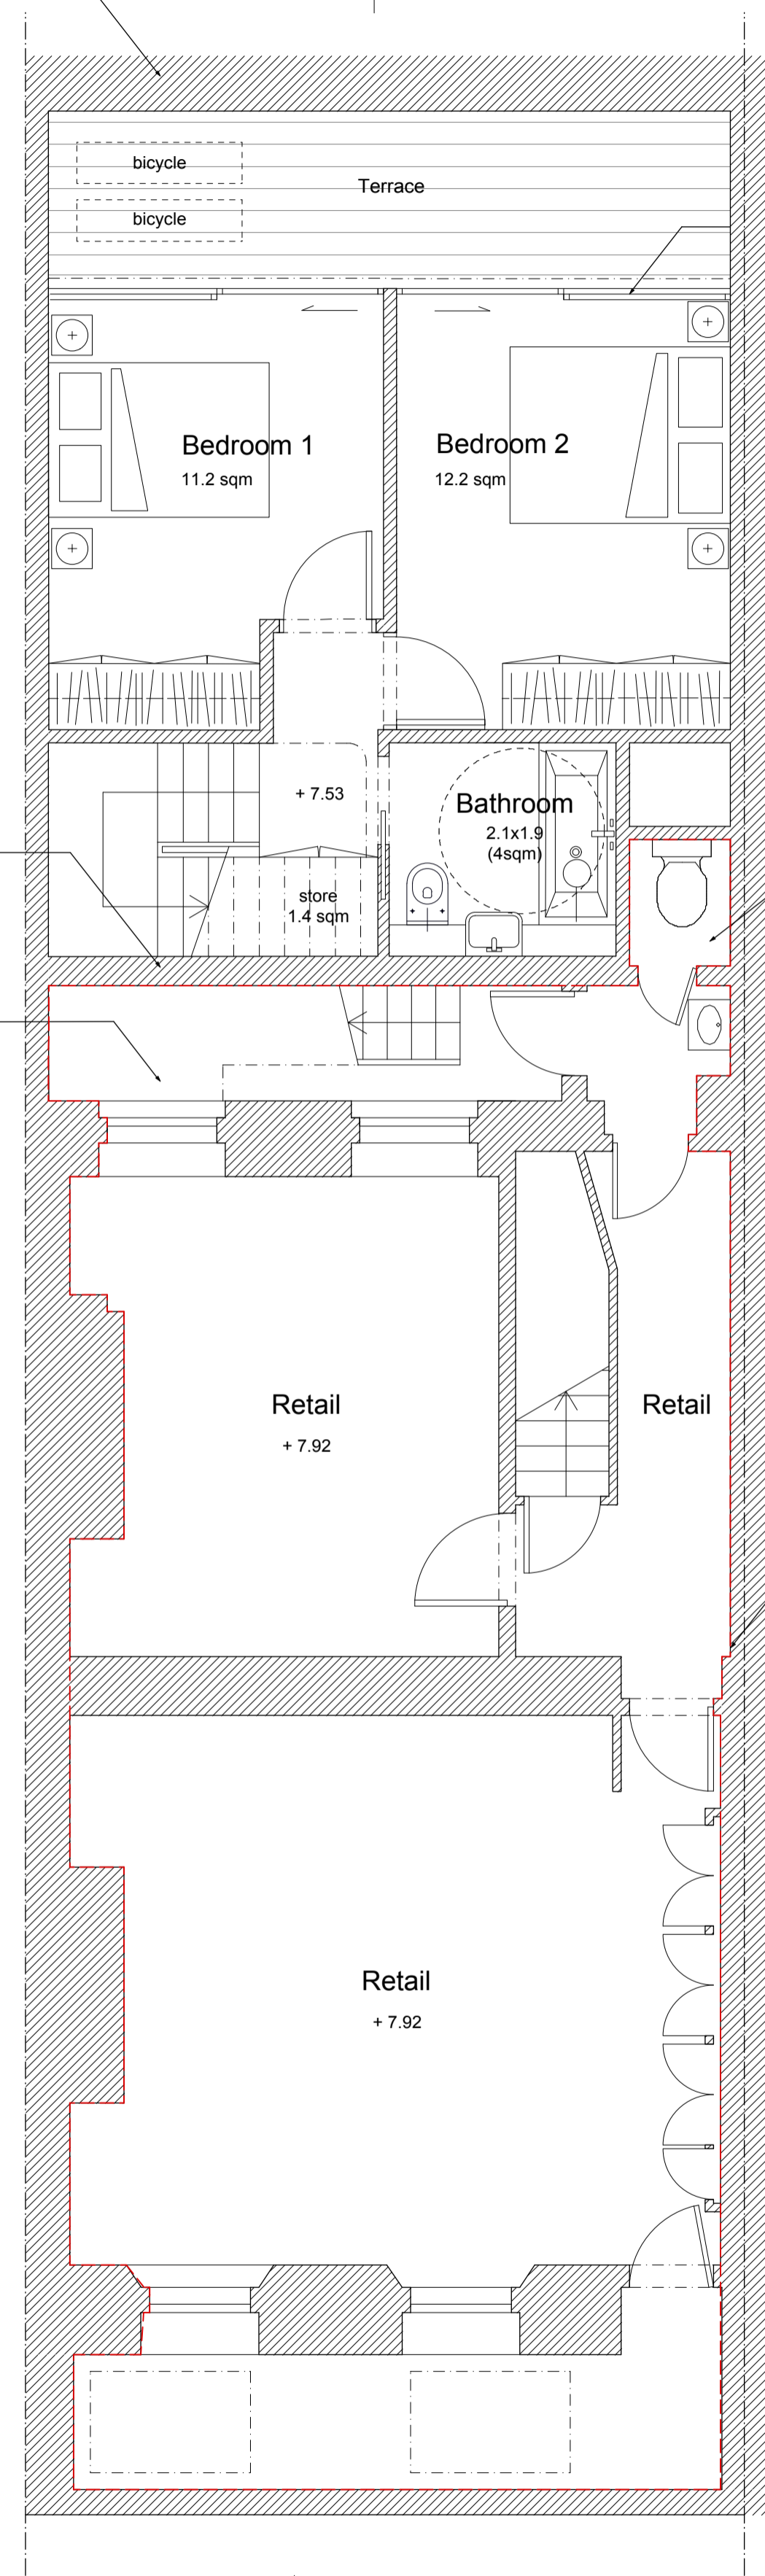 bicycle
Terrace
bicycle
Bedroom 1
11.2 sqm
Bedroom 2
12.2 sqm
+ 7.53
Bathroom
2.1x1.9
(4sqm)
store
1.4 sqm
Retail
+ 7.92
Retail
Retail
+ 7.92